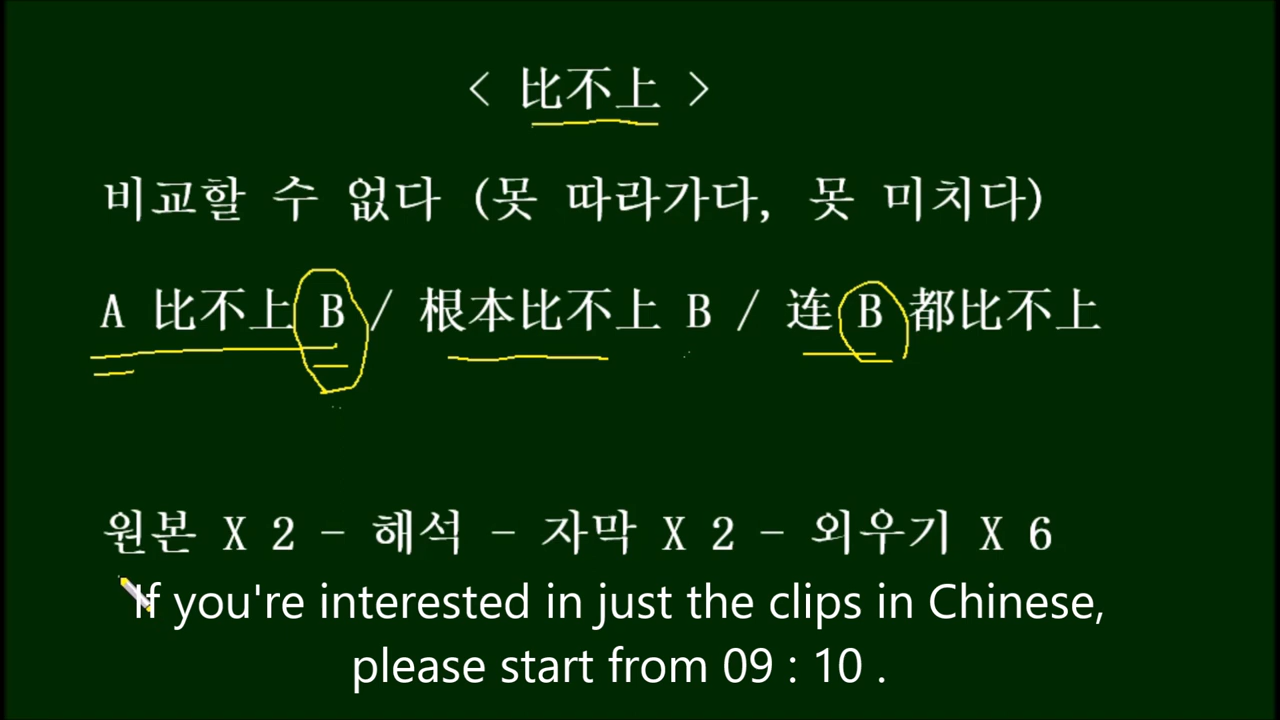 < 比不上 >
비교할 수 없다 (못 따라가다, 못 미치다)
A 比不上 B / 根本比不上 B / 连 B 都比不上
원본 X 2 - 해석 - 자막 X 2 - 외우기 X 6
If you're interested in just the clips in Chinese,
please start from 09 : 10 .